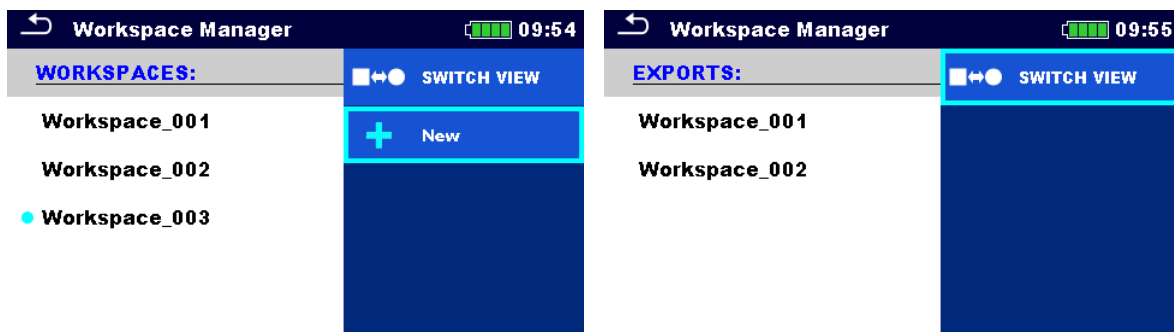 Workspace Manager 09:54
WORKSPACES: SWITCH VIEW
Workspace_001 New
Workspace_002
Workspace_003
Workspace Manager 09:55
EXPORTS: SWITCH VIEW
Workspace_001
Workspace_002